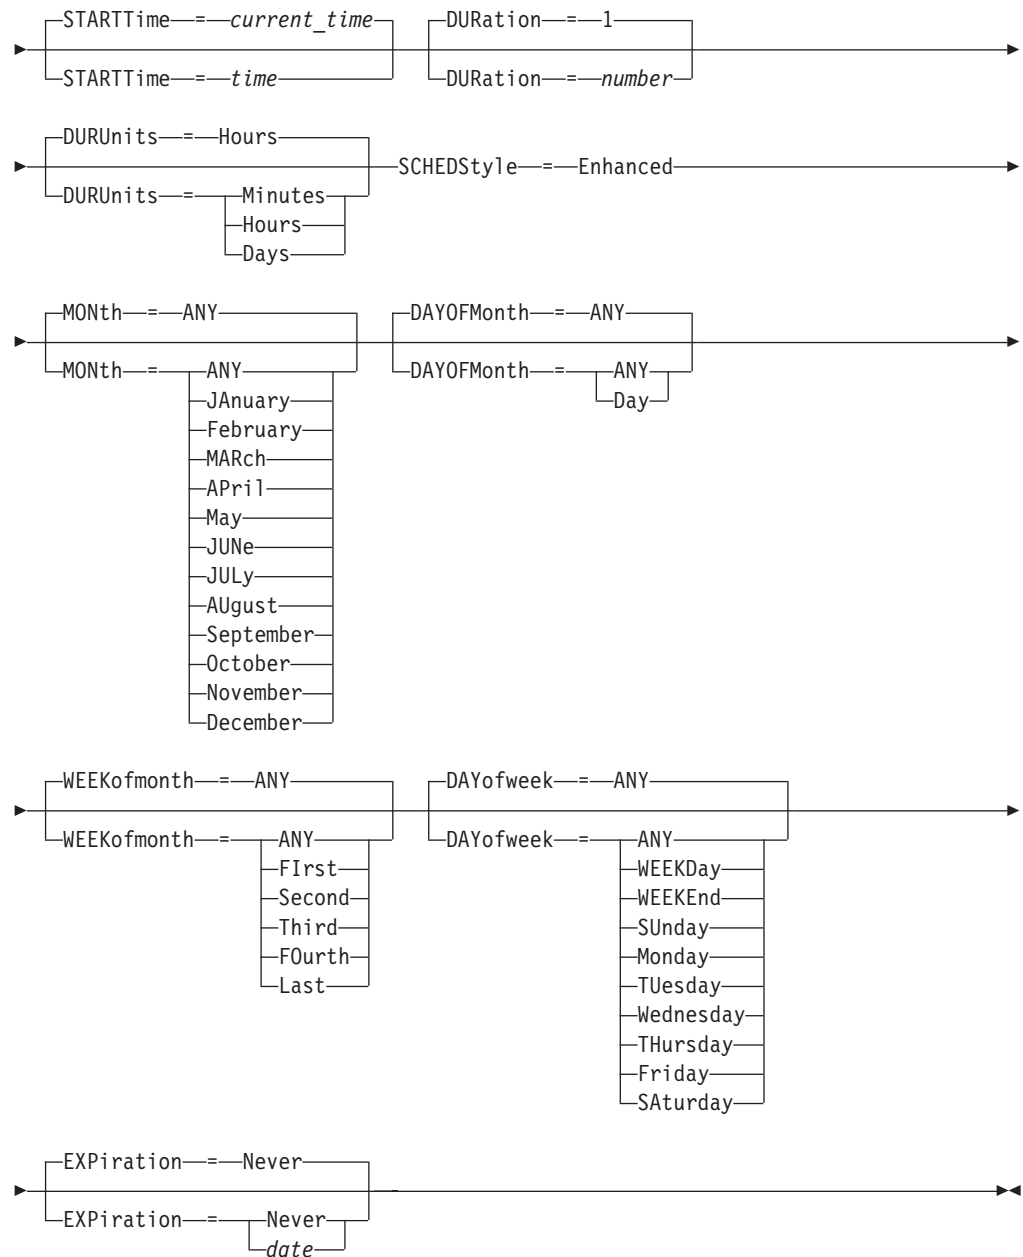 STARTTime = current_time DURation = 1
STARTTime = time DURation = number
DURUnits = Hours
SCHEDStyle = Enhanced
DURUnits = Minutes
Hours
Days
MONth = ANY DAYOFMonth = ANY
MONth = ANY DAYOFMonth = ANY
JAnuary Day
February
MARch
APril
May
JUNe
JULy
AUgust
September
October
November
December
WEEKofmonth = ANY DAYofweek = ANY
WEEKofmonth = ANY DAYofweek = ANY
FIrst WEEKDay
Second WEEKEnd
Third SUnday
FOurth Monday
Last TUesday
Wednesday
THursday
Friday
SAturday
EXPiration = Never
EXPiration = Never
date